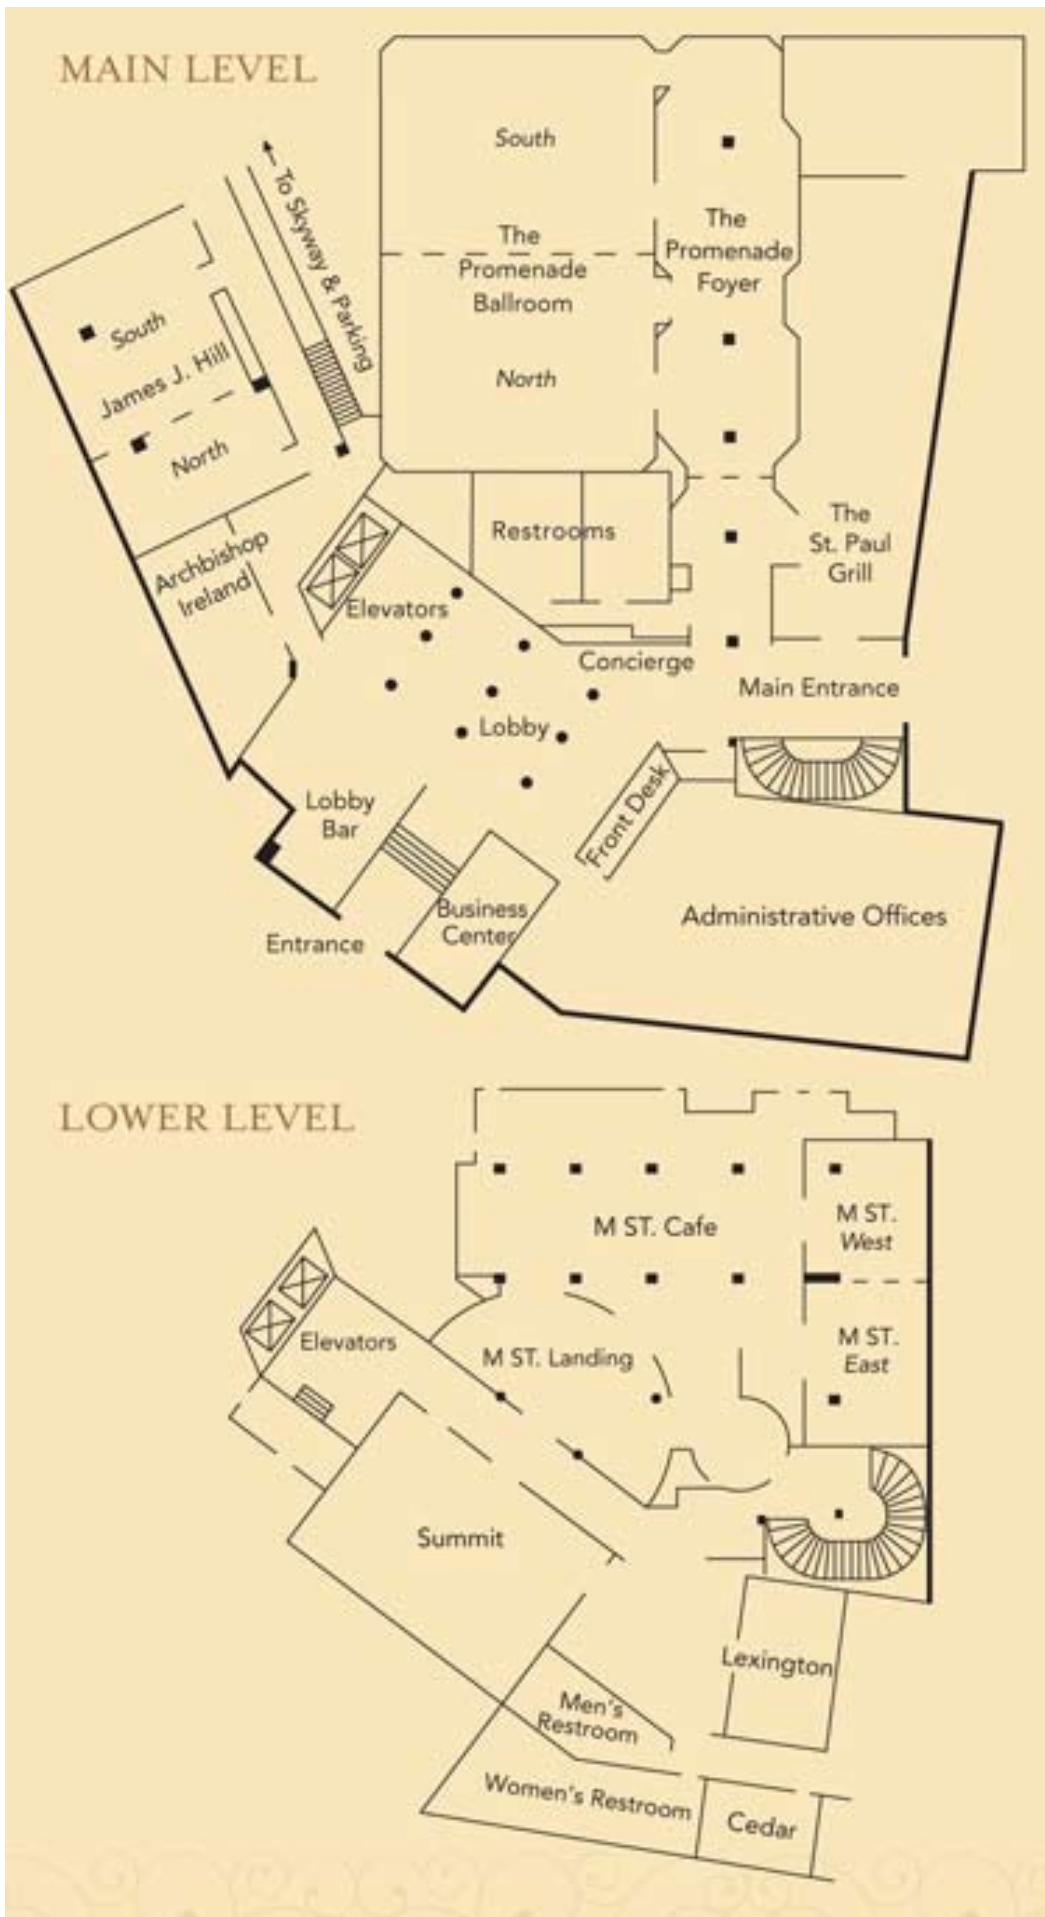 MAIN LEVEL
South
To Skyway & Parking
The
Promenade
Ballroom
The
Promenade
Foyer
South
James J. Hill
North
North
Restrooms
The
St. Paul
Grill
Archbishop
Ireland
Elevators
Concierge
Main Entrance
Lobby
Lobby
Bar
Front Desk
Business
Center
Administrative Offices
Entrance
LOWER LEVEL
M ST. Cafe
M ST.
West
Elevators
M ST. Landing
M ST.
East
Summit
Lexington
Men's
Restroom
Women's Restroom
Cedar